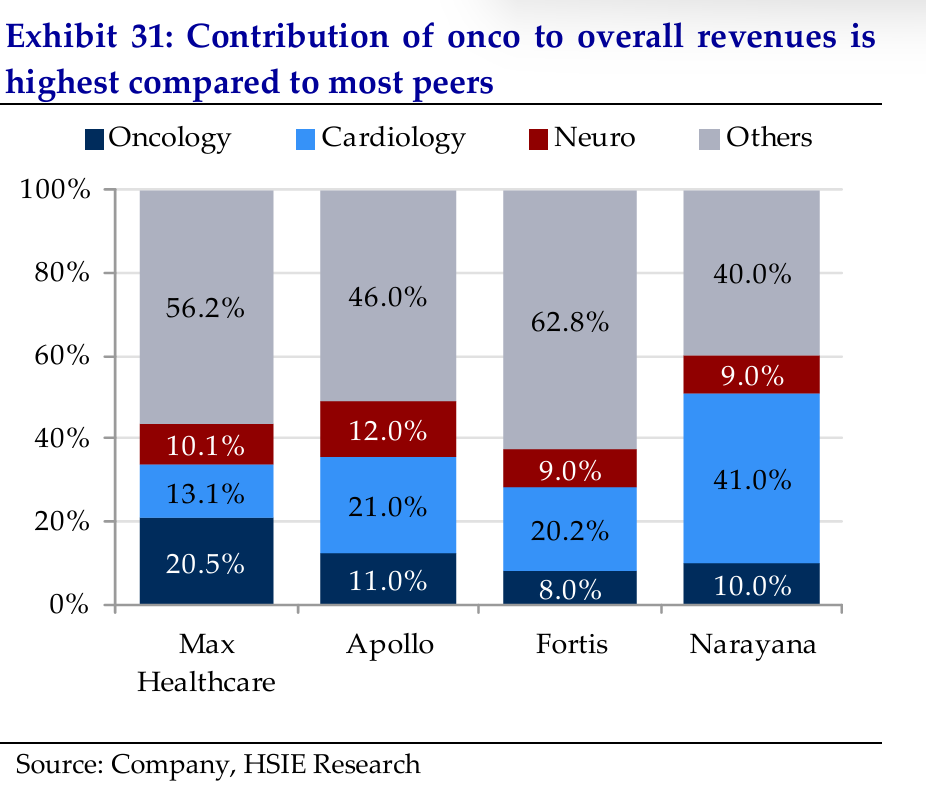 Exhibit 31: Contribution of onco to overall revenues is
highest compared to most peers
Oncology Cardiology Neuro Others
100%
80%
60%
40%
20%
0%
56.2%
10.1%
13.1%
20.5%
46.0%
12.0%
21.0%
11.0%
62.8%
9.0%
20.2%
8.0%
40.0%
9.0%
41.0%
10.0%
Max
Healthcare
Apollo
Fortis
Narayana
Source: Company, HSIE Research